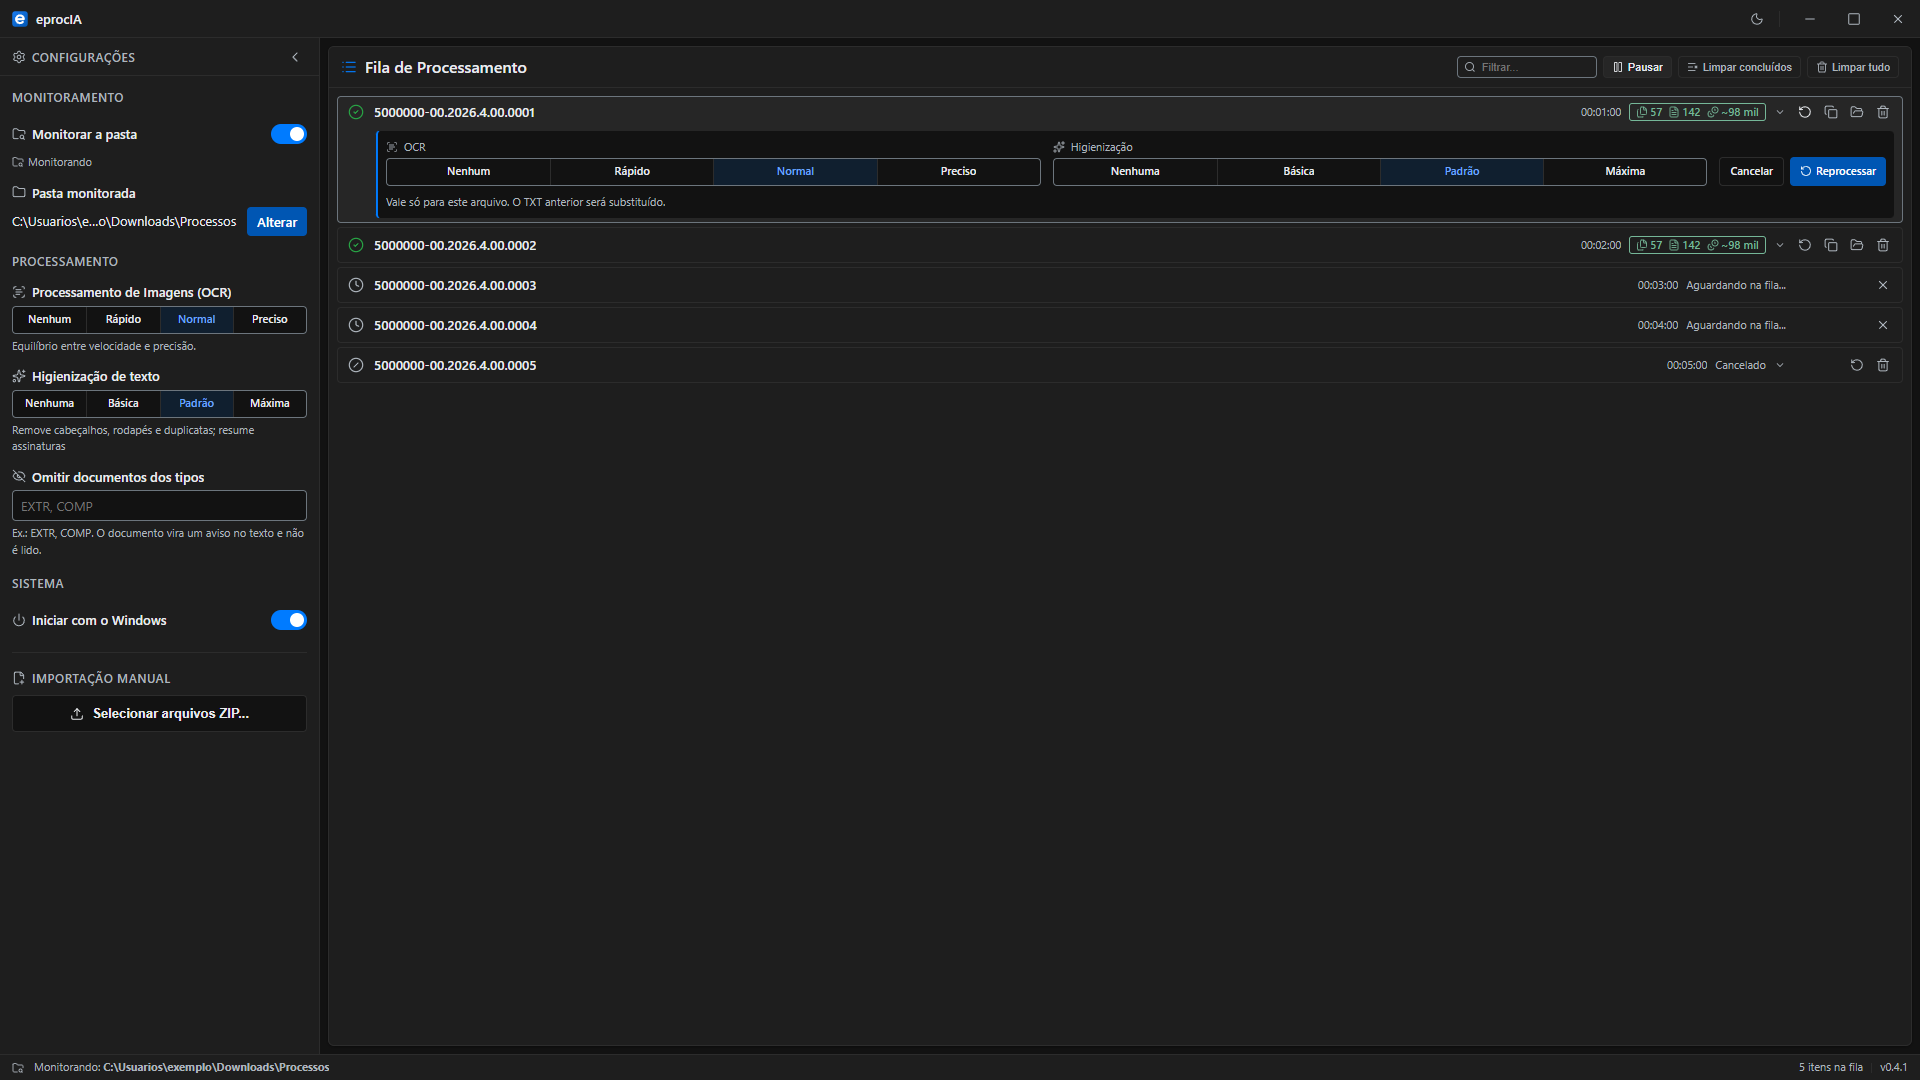 eprocIA
CONFIGURAÇÕES
MONITORAMENTO
Monitorar a pasta
Monitorando
Pasta monitorada
C:\Usuarios\e...o\Downloads\Processos
Alterar
PROCESSAMENTO
Processamento de Imagens (OCR)
Nenhum Rápido Normal Preciso
Equilíbrio entre velocidade e precisão.
Higienização de texto
Nenhuma Básica Padrão Máxima
Remove cabeçalhos, rodapés e duplicatas; resume
assinaturas
Omitir documentos dos tipos
EXTR, COMP
Ex.: EXTR, COMP. O documento vira um aviso no texto e não
é lido.
SISTEMA
Iniciar com o Windows
IMPORTAÇÃO MANUAL
Selecionar arquivos ZIP...
Fila de Processamento
Filtrar... Pausar Limpar concluídos Limpar tudo
5000000-00.2026.4.00.0001 00:01:00 57 142 ~98 mil
OCR Higienização
Nenhum Rápido Normal Preciso Nenhuma Básica Padrão Máxima Cancelar Reprocessar
Vale só para este arquivo. O TXT anterior será substituído.
5000000-00.2026.4.00.0002 00:02:00 57 142 ~98 mil
5000000-00.2026.4.00.0003 00:03:00 Aguardando na fila...
5000000-00.2026.4.00.0004 00:04:00 Aguardando na fila...
5000000-00.2026.4.00.0005 00:05:00 Cancelado
Monitorando: C:\Usuarios\exemplo\Downloads\Processos
5 itens na fila v0.4.1